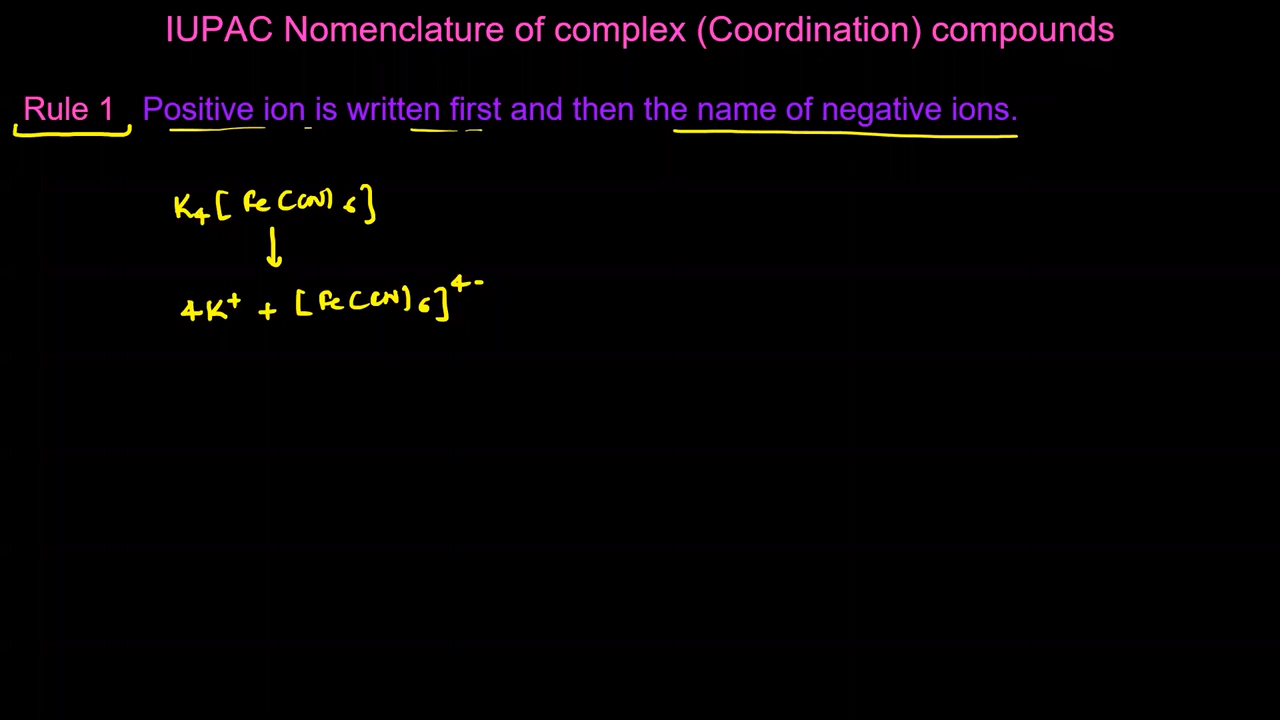 IUPAC Nomenclature of complex (Coordination) compounds
Rule 1 Positive ion is written first and then the name of negative ions.
K₄[Fe(CN)₆]
↓
4K⁺ + [Fe(CN)₆]⁴⁻